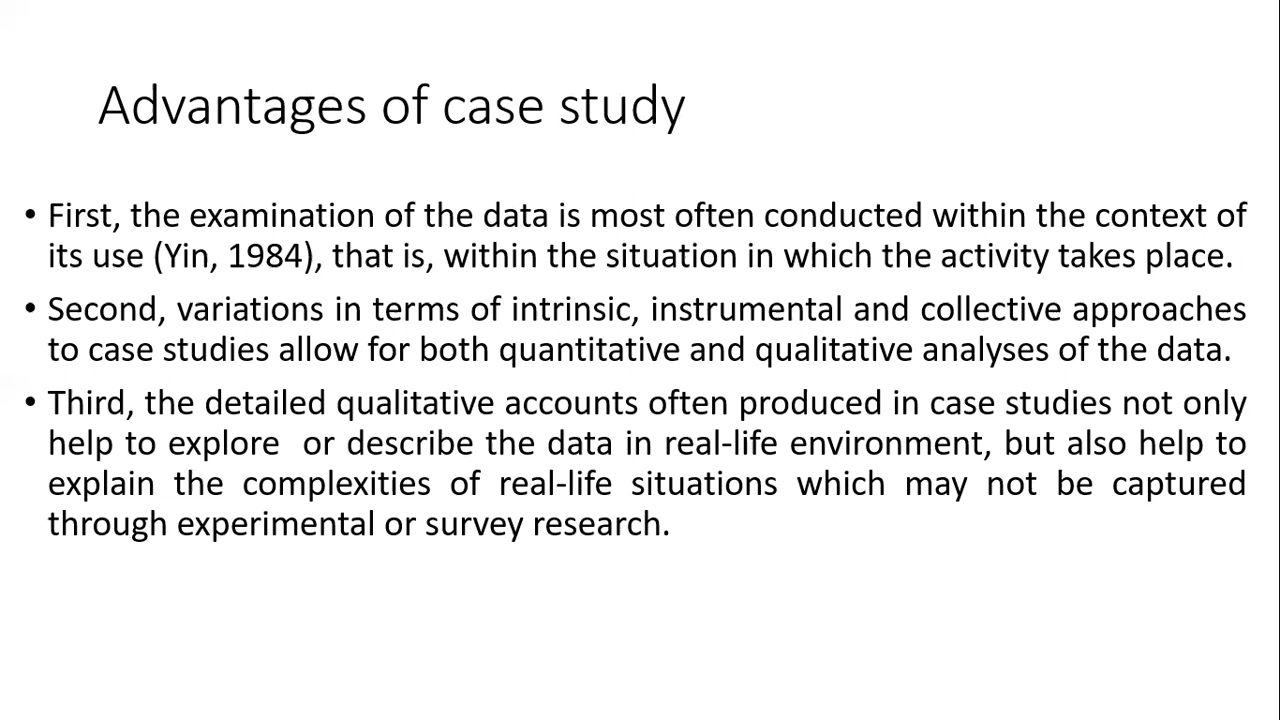 Advantages of case study
• First, the examination of the data is most often conducted within the context of
its use (Yin, 1984), that is, within the situation in which the activity takes place.
• Second, variations in terms of intrinsic, instrumental and collective approaches
to case studies allow for both quantitative and qualitative analyses of the data.
• Third, the detailed qualitative accounts often produced in case studies not only
help to explore  or describe the data in real-life environment, but also help to
explain the complexities of real-life situations which may not be captured
through experimental or survey research.